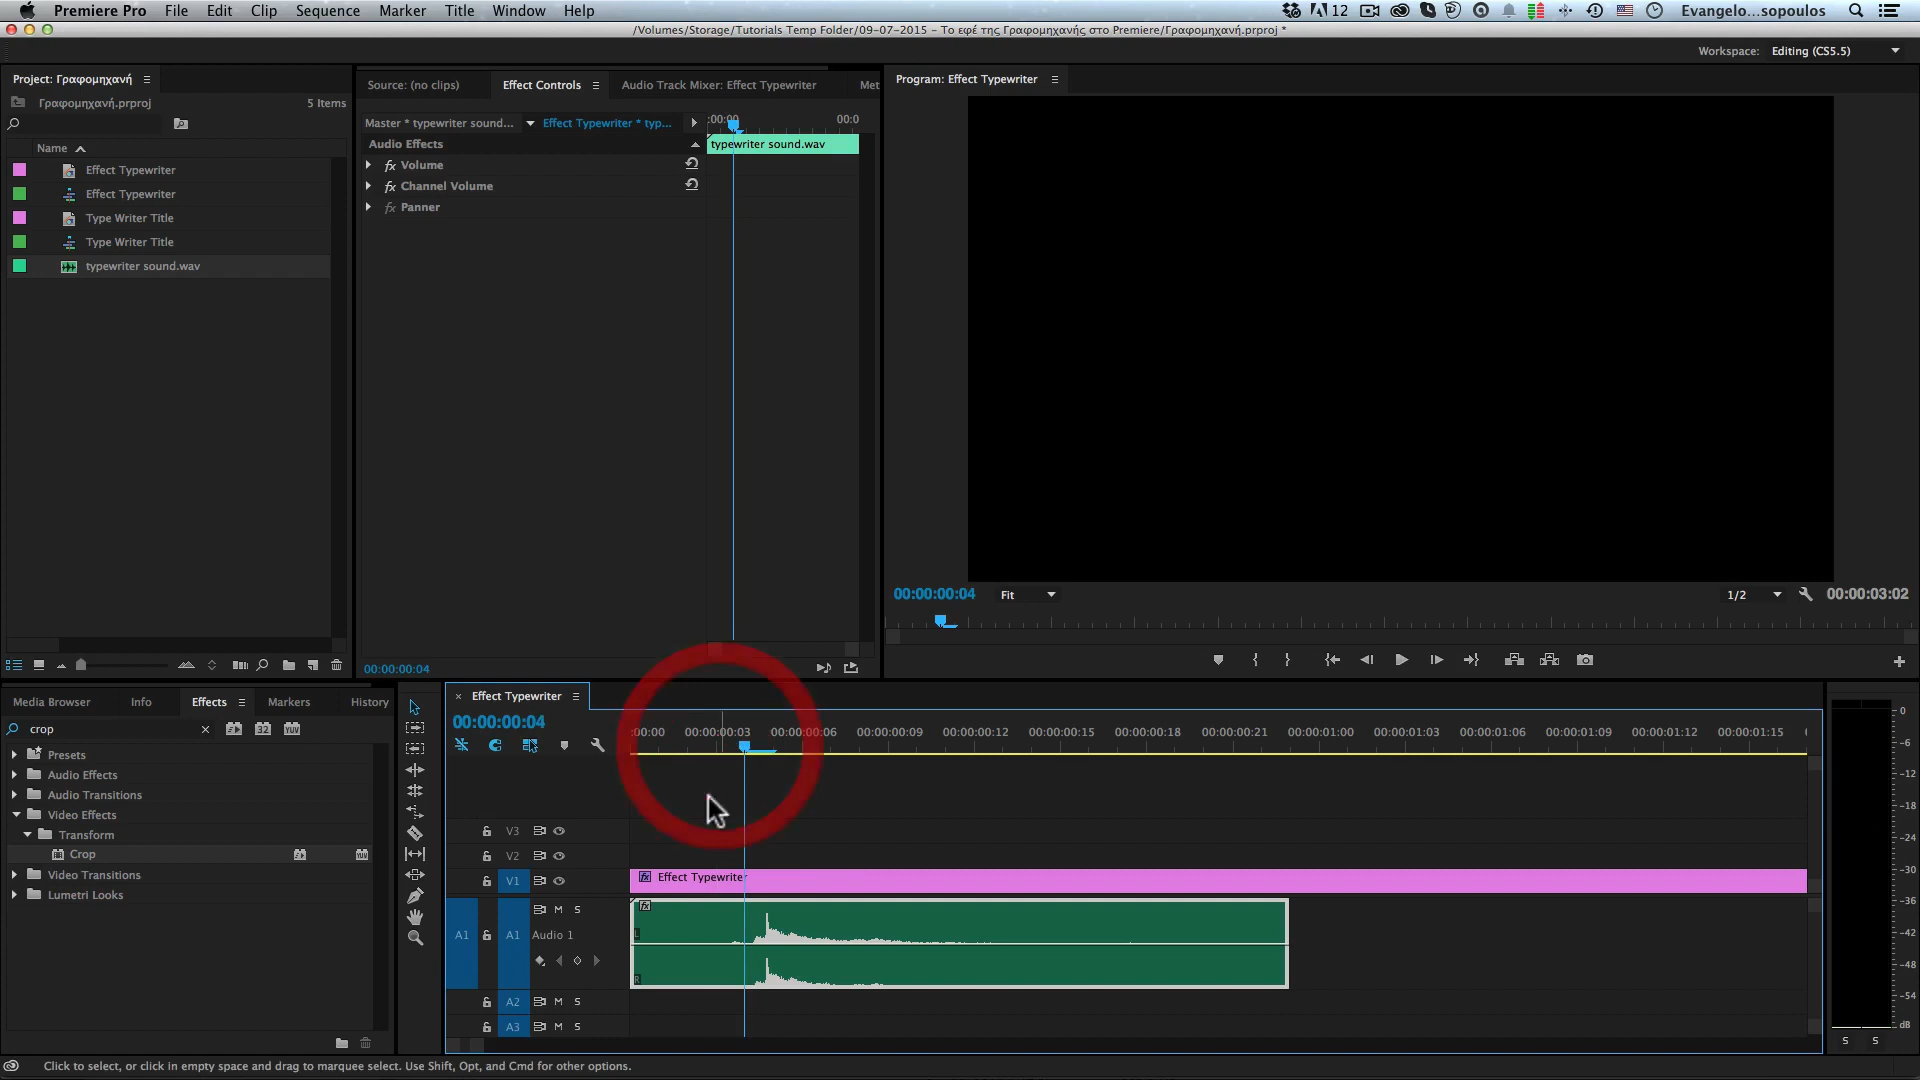 Premiere Pro File Edit Clip Sequence Marker Title Window Help 12 Evangelo...sopoulos
/Volumes/Storage/Tutorials Temp Folder/09-07-2015 – Το εφέ της Γραφομηχανής στο Premiere/Γραφομηχανή.prproj *
Workspace: Editing (CS5.5)
Project: Γραφομηχανή
Γραφομηχανή.prproj 5 Items
Name
Effect Typewriter
Effect Typewriter
Type Writer Title
Type Writer Title
typewriter sound.wav
Source: (no clips) Effect Controls Audio Track Mixer: Effect Typewriter Met
Master * typewriter sound... Effect Typewriter * typ... :00:00 00:0
Audio Effects typewriter sound.wav
fx Volume
fx Channel Volume
fx Panner
00:00:00:04
Program: Effect Typewriter
00:00:00:04 Fit 1/2 00:00:03:02
Media Browser Info Effects Markers History
crop 32 YUV
Presets
Audio Effects
Audio Transitions
Video Effects
Transform
Crop
Video Transitions
Lumetri Looks
× Effect Typewriter
00:00:00:04
:00:00 00:00:00:03 00:00:00:06 00:00:00:09 00:00:00:12 00:00:00:15 00:00:00:18 00:00:00:21 00:00:01:00 00:00:01:03 00:00:01:06 00:00:01:09 00:00:01:12 00:00:01:15
V3
V2
V1 fx Effect Typewriter
M S fx
A1 A1 Audio 1 L
R
A2 M S
A3 M S
0
-6
-12
-18
-24
-30
-36
-42
-48
-54
dB
S S
Click to select, or click in empty space and drag to marquee select. Use Shift, Opt, and Cmd for other options.